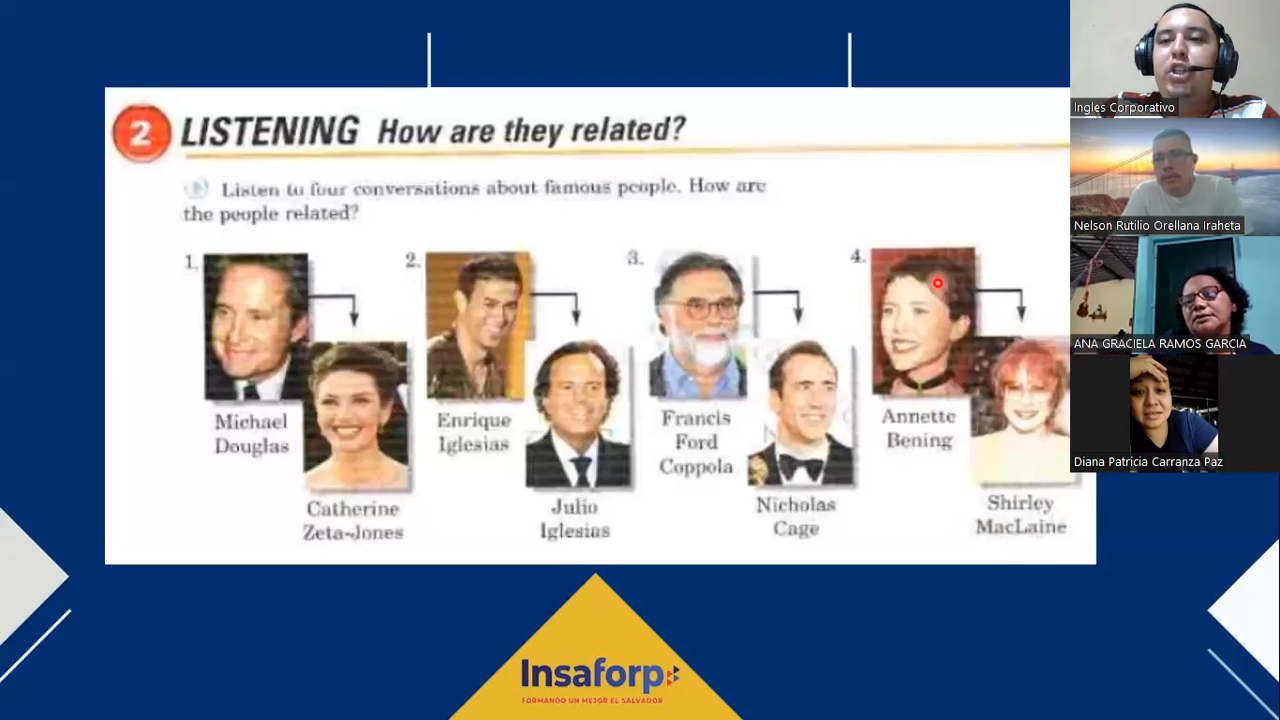 2 LISTENING How are they related?
Listen to four conversations about famous people. How are
the people related?
1.
2.
3.
4.
Michael
Douglas
Catherine
Zeta-Jones
Enrique
Iglesias
Julio
Iglesias
Francis
Ford
Coppola
Nicholas
Cage
Annette
Bening
Shirley
MacLaine
Insaforp
FORMANDO UN MEJOR EL SALVADOR
Ingles Corporativo
Nelson Rutilio Orellana Iraheta
ANA GRACIELA RAMOS GARCIA
Diana Patricia Carranza Paz